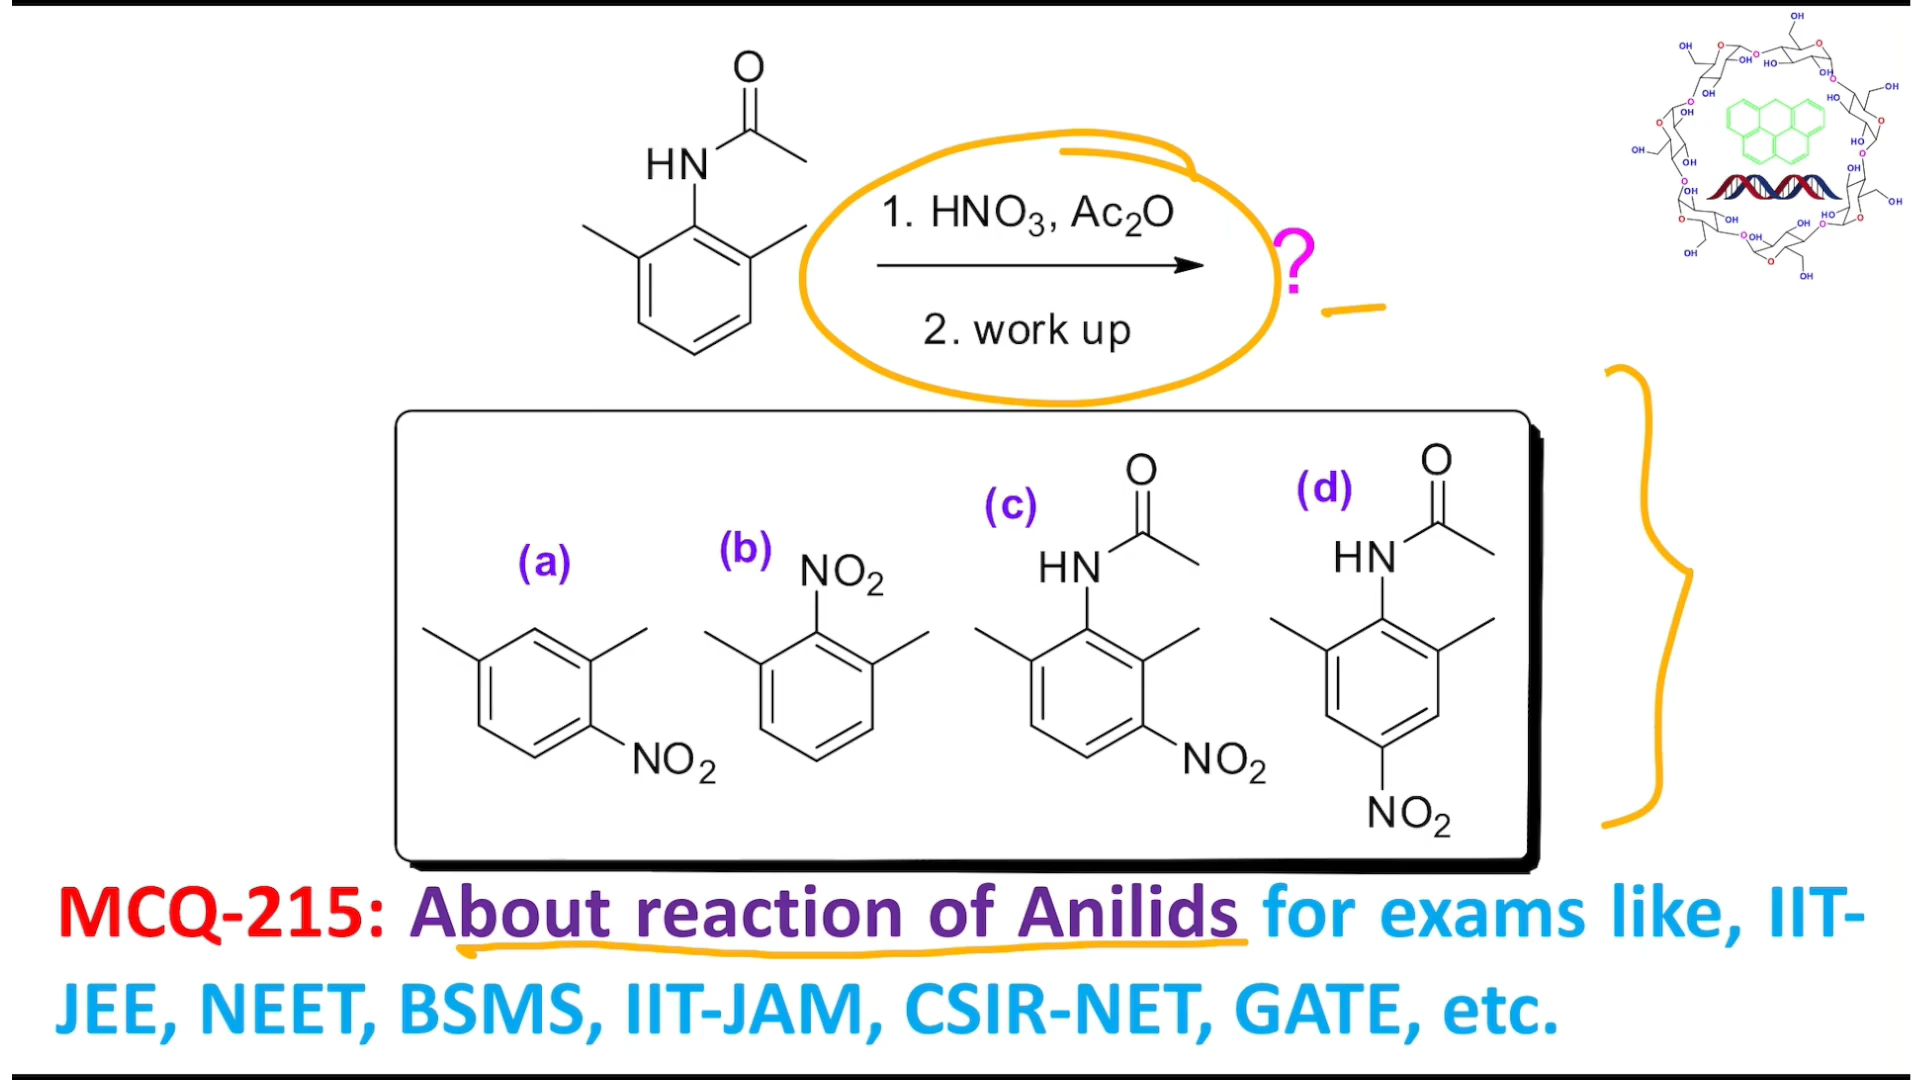 O
HN
1. HNO₃, Ac₂O
?
2. work up
(a)
NO₂
(b)
NO₂
(c)
O
HN
NO₂
(d)
O
HN
NO₂
MCQ-215: About reaction of Anilids for exams like, IIT-
JEE, NEET, BSMS, IIT-JAM, CSIR-NET, GATE, etc.